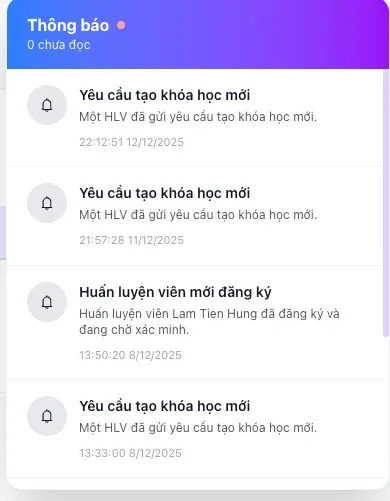 Thông báo
0 chưa đọc
Yêu cầu tạo khóa học mới
Một HLV đã gửi yêu cầu tạo khóa học mới.
22:12:51 12/12/2025
Yêu cầu tạo khóa học mới
Một HLV đã gửi yêu cầu tạo khóa học mới.
21:57:28 11/12/2025
Huấn luyện viên mới đăng ký
Huấn luyện viên Lam Tien Hung đã đăng ký và
đang chờ xác minh.
13:50:20 8/12/2025
Yêu cầu tạo khóa học mới
Một HLV đã gửi yêu cầu tạo khóa học mới.
13:33:00 8/12/2025